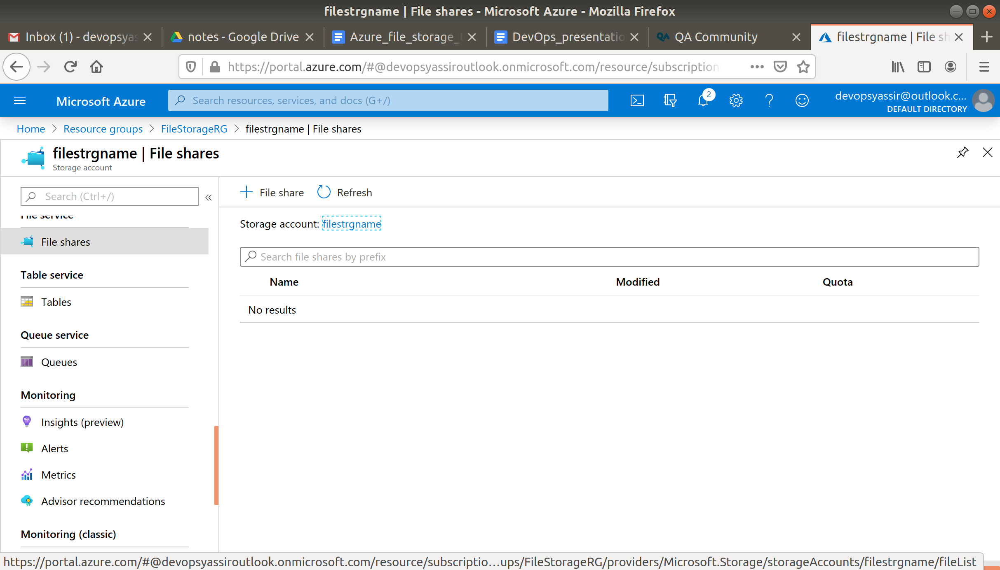 filestrgname | File shares - Microsoft Azure - Mozilla Firefox
Inbox (1) - devopsyas
notes - Google Drive
Azure_file_storage_t
DevOps_presentatio
QA Community
filestrgname | File sh
https://portal.azure.com/#@devopsyassiroutlook.onmicrosoft.com/resource/subscription
Microsoft Azure
Search resources, services, and docs (G+/)
2
devopsyassir@outlook.c...
DEFAULT DIRECTORY
Home > Resource groups > FileStorageRG > filestrgname | File shares
filestrgname | File shares
Storage account
Search (Ctrl+/)
«
File service
File shares
Table service
Tables
Queue service
Queues
Monitoring
Insights (preview)
Alerts
Metrics
Advisor recommendations
Monitoring (classic)
File share
Refresh
Storage account: filestrgname
Search file shares by prefix
Name Modified Quota
No results
https://portal.azure.com/#@devopsyassiroutlook.onmicrosoft.com/resource/subscriptio…ups/FileStorageRG/providers/Microsoft.Storage/storageAccounts/filestrgname/fileList